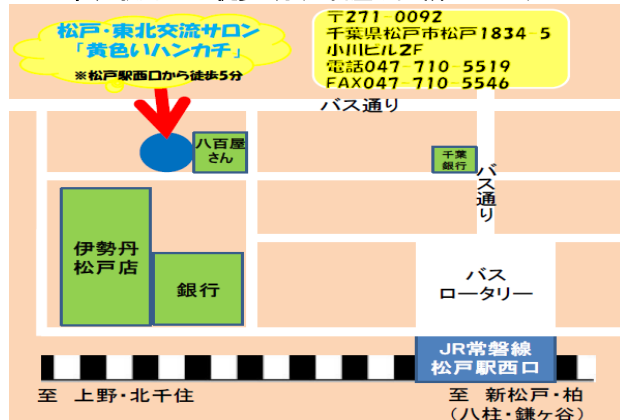 松戸・東北交流サロン
「黄色いハンカチ」
※松戸駅西口から徒歩5分
〒271-0092
千葉県松戸市松戸1834-5
小川ビル2F
電話047-710-5519
FAX047-710-5546
バス通り
八百屋
さん
千葉
銀行
バス通り
伊勢丹
松戸店
銀行
バス
ロータリー
JR常磐線
松戸駅西口
至 上野・北千住
至 新松戸・柏
(八柱・鎌ヶ谷)